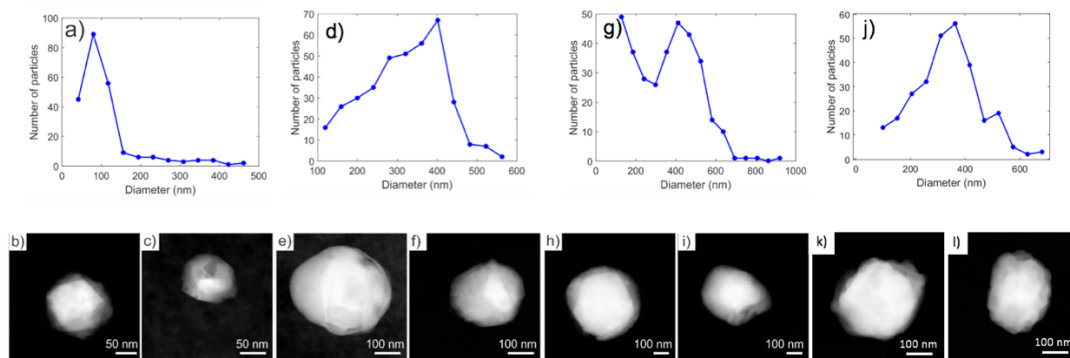 a)
100
80
60
40
20
0
0 100 200 300 400 500
Diameter (nm)
Number of particles
d)
70
60
50
40
30
20
10
0
0 100 200 300 400 500 600
Diameter (nm)
Number of particles
g)
50
40
30
20
10
0
0 200 400 600 800 1000
Diameter (nm)
Number of particles
j)
60
50
40
30
20
10
0
0 200 400 600
Diameter (nm)
Number of particles
b)
50 nm
c)
50 nm
e)
100 nm
f)
100 nm
h)
100 nm
i)
100 nm
k)
100 nm
l)
100 nm